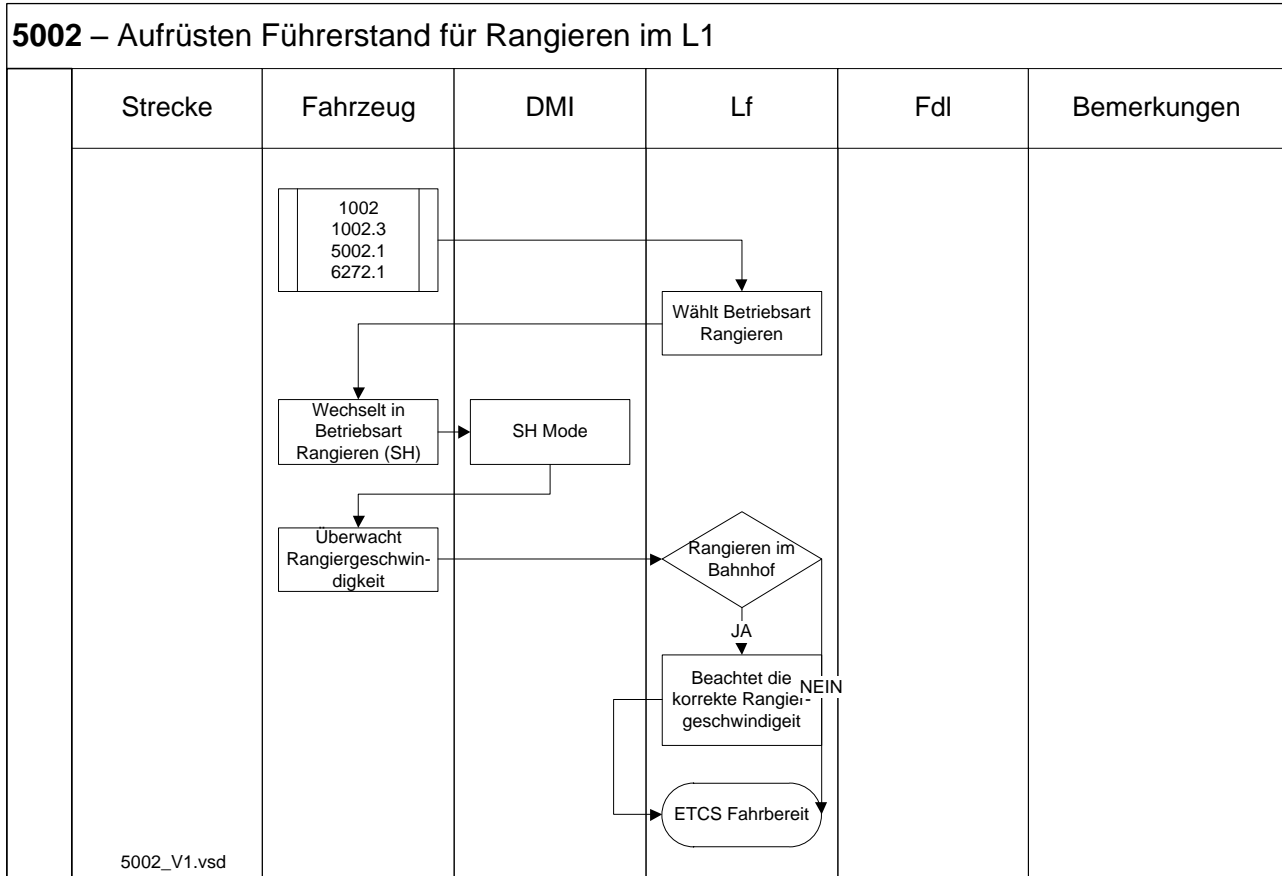 5002 – Aufrüsten Führerstand für Rangieren im L1
Strecke
Fahrzeug
DMI
Lf
Fdl
Bemerkungen
1002
1002.3
5002.1
6272.1
Wählt Betriebsart
Rangieren
Wechselt in
Betriebsart
Rangieren (SH)
SH Mode
Überwacht
Rangiergeschwin-
digkeit
Rangieren im
Bahnhof
JA
Beachtet die
korrekte Rangier-
geschwindigeit
NEIN
ETCS Fahrbereit
5002_V1.vsd